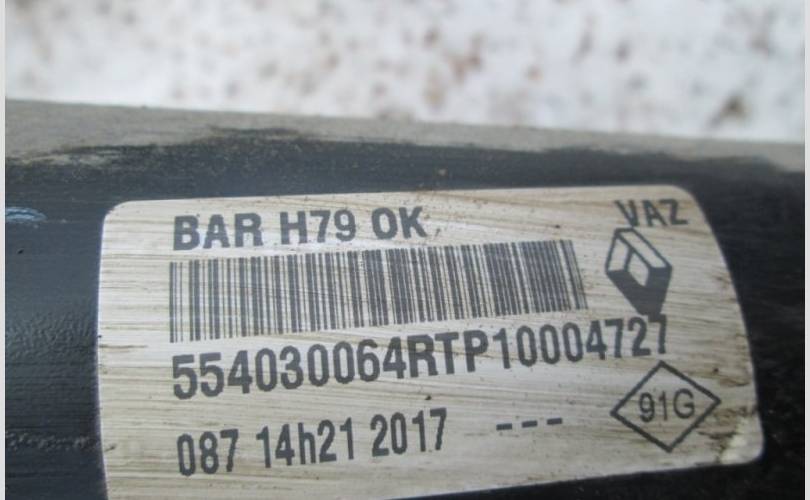 BAR H79 OK
VAZ
554030064RTP10004727
087 14h21 2017 ---
91G